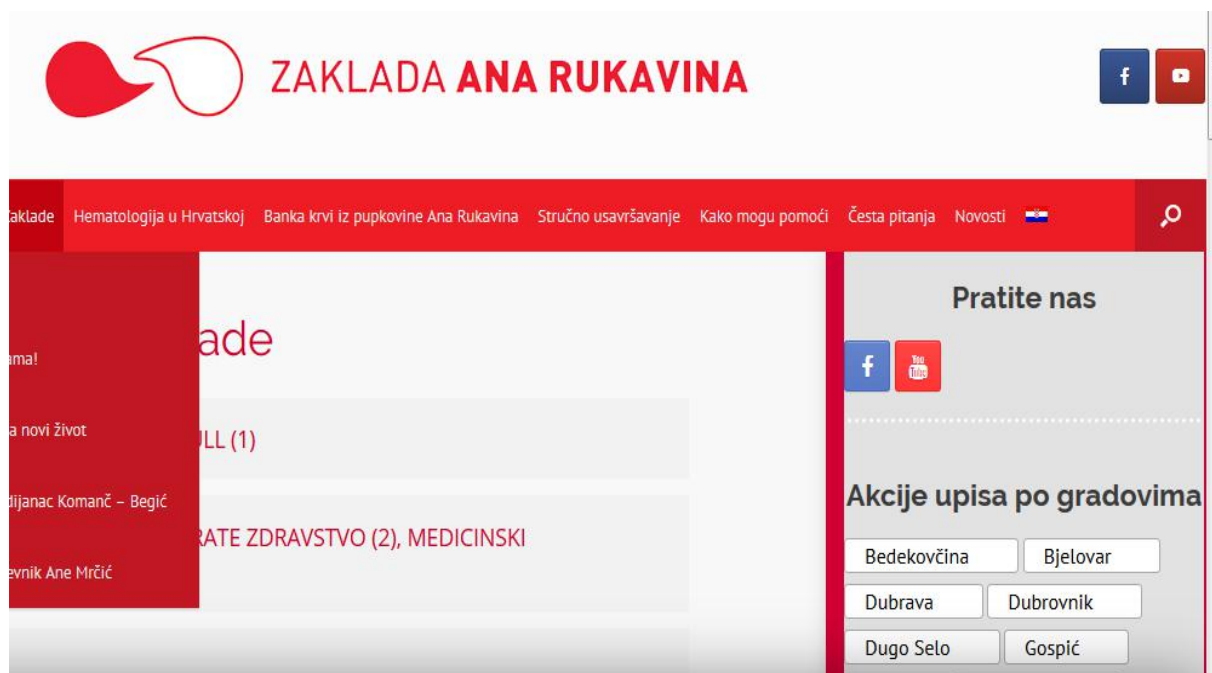 ZAKLADA ANA RUKAVINA
Zaklade Hematologija u Hrvatskoj Banka krvi iz pupkovine Ana Rukavina Stručno usavršavanje Kako mogu pomoći Česta pitanja Novosti
ade
ama!
a novi život
JLL (1)
dijanac Komanč – Begić
RATE ZDRAVSTVO (2), MEDICINSKI
evnik Ane Mrčić
Pratite nas
You Tube
Akcije upisa po gradovima
Bedekovčina Bjelovar
Dubrava Dubrovnik
Dugo Selo Gospić